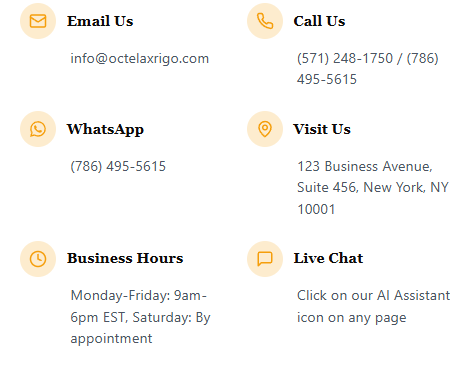 Email Us
info@octelaxrigo.com
Call Us
(571) 248-1750 / (786)
495-5615
WhatsApp
(786) 495-5615
Visit Us
123 Business Avenue,
Suite 456, New York, NY
10001
Business Hours
Monday-Friday: 9am-
6pm EST, Saturday: By
appointment
Live Chat
Click on our AI Assistant
icon on any page